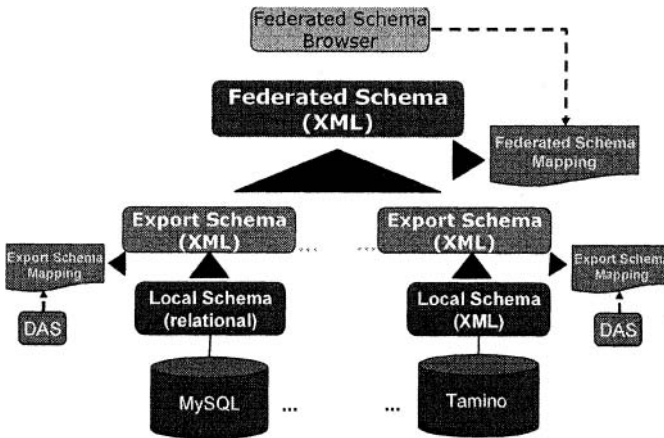 Federated Schema
Browser
Federated Schema
(XML)
Federated Schema
Mapping
Export Schema
(XML)
....
....
Export Schema
(XML)
Export Schema
Mapping
Export Schema
Mapping
Local Schema
(relational)
Local Schema
(XML)
DAS
DAS
MySQL
...
...
Tamino